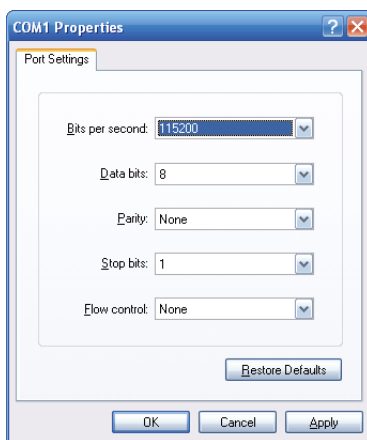 COM1 Properties
Port Settings
Bits per second: 115200
Data bits: 8
Parity: None
Stop bits: 1
Flow control: None
Restore Defaults
OK Cancel Apply